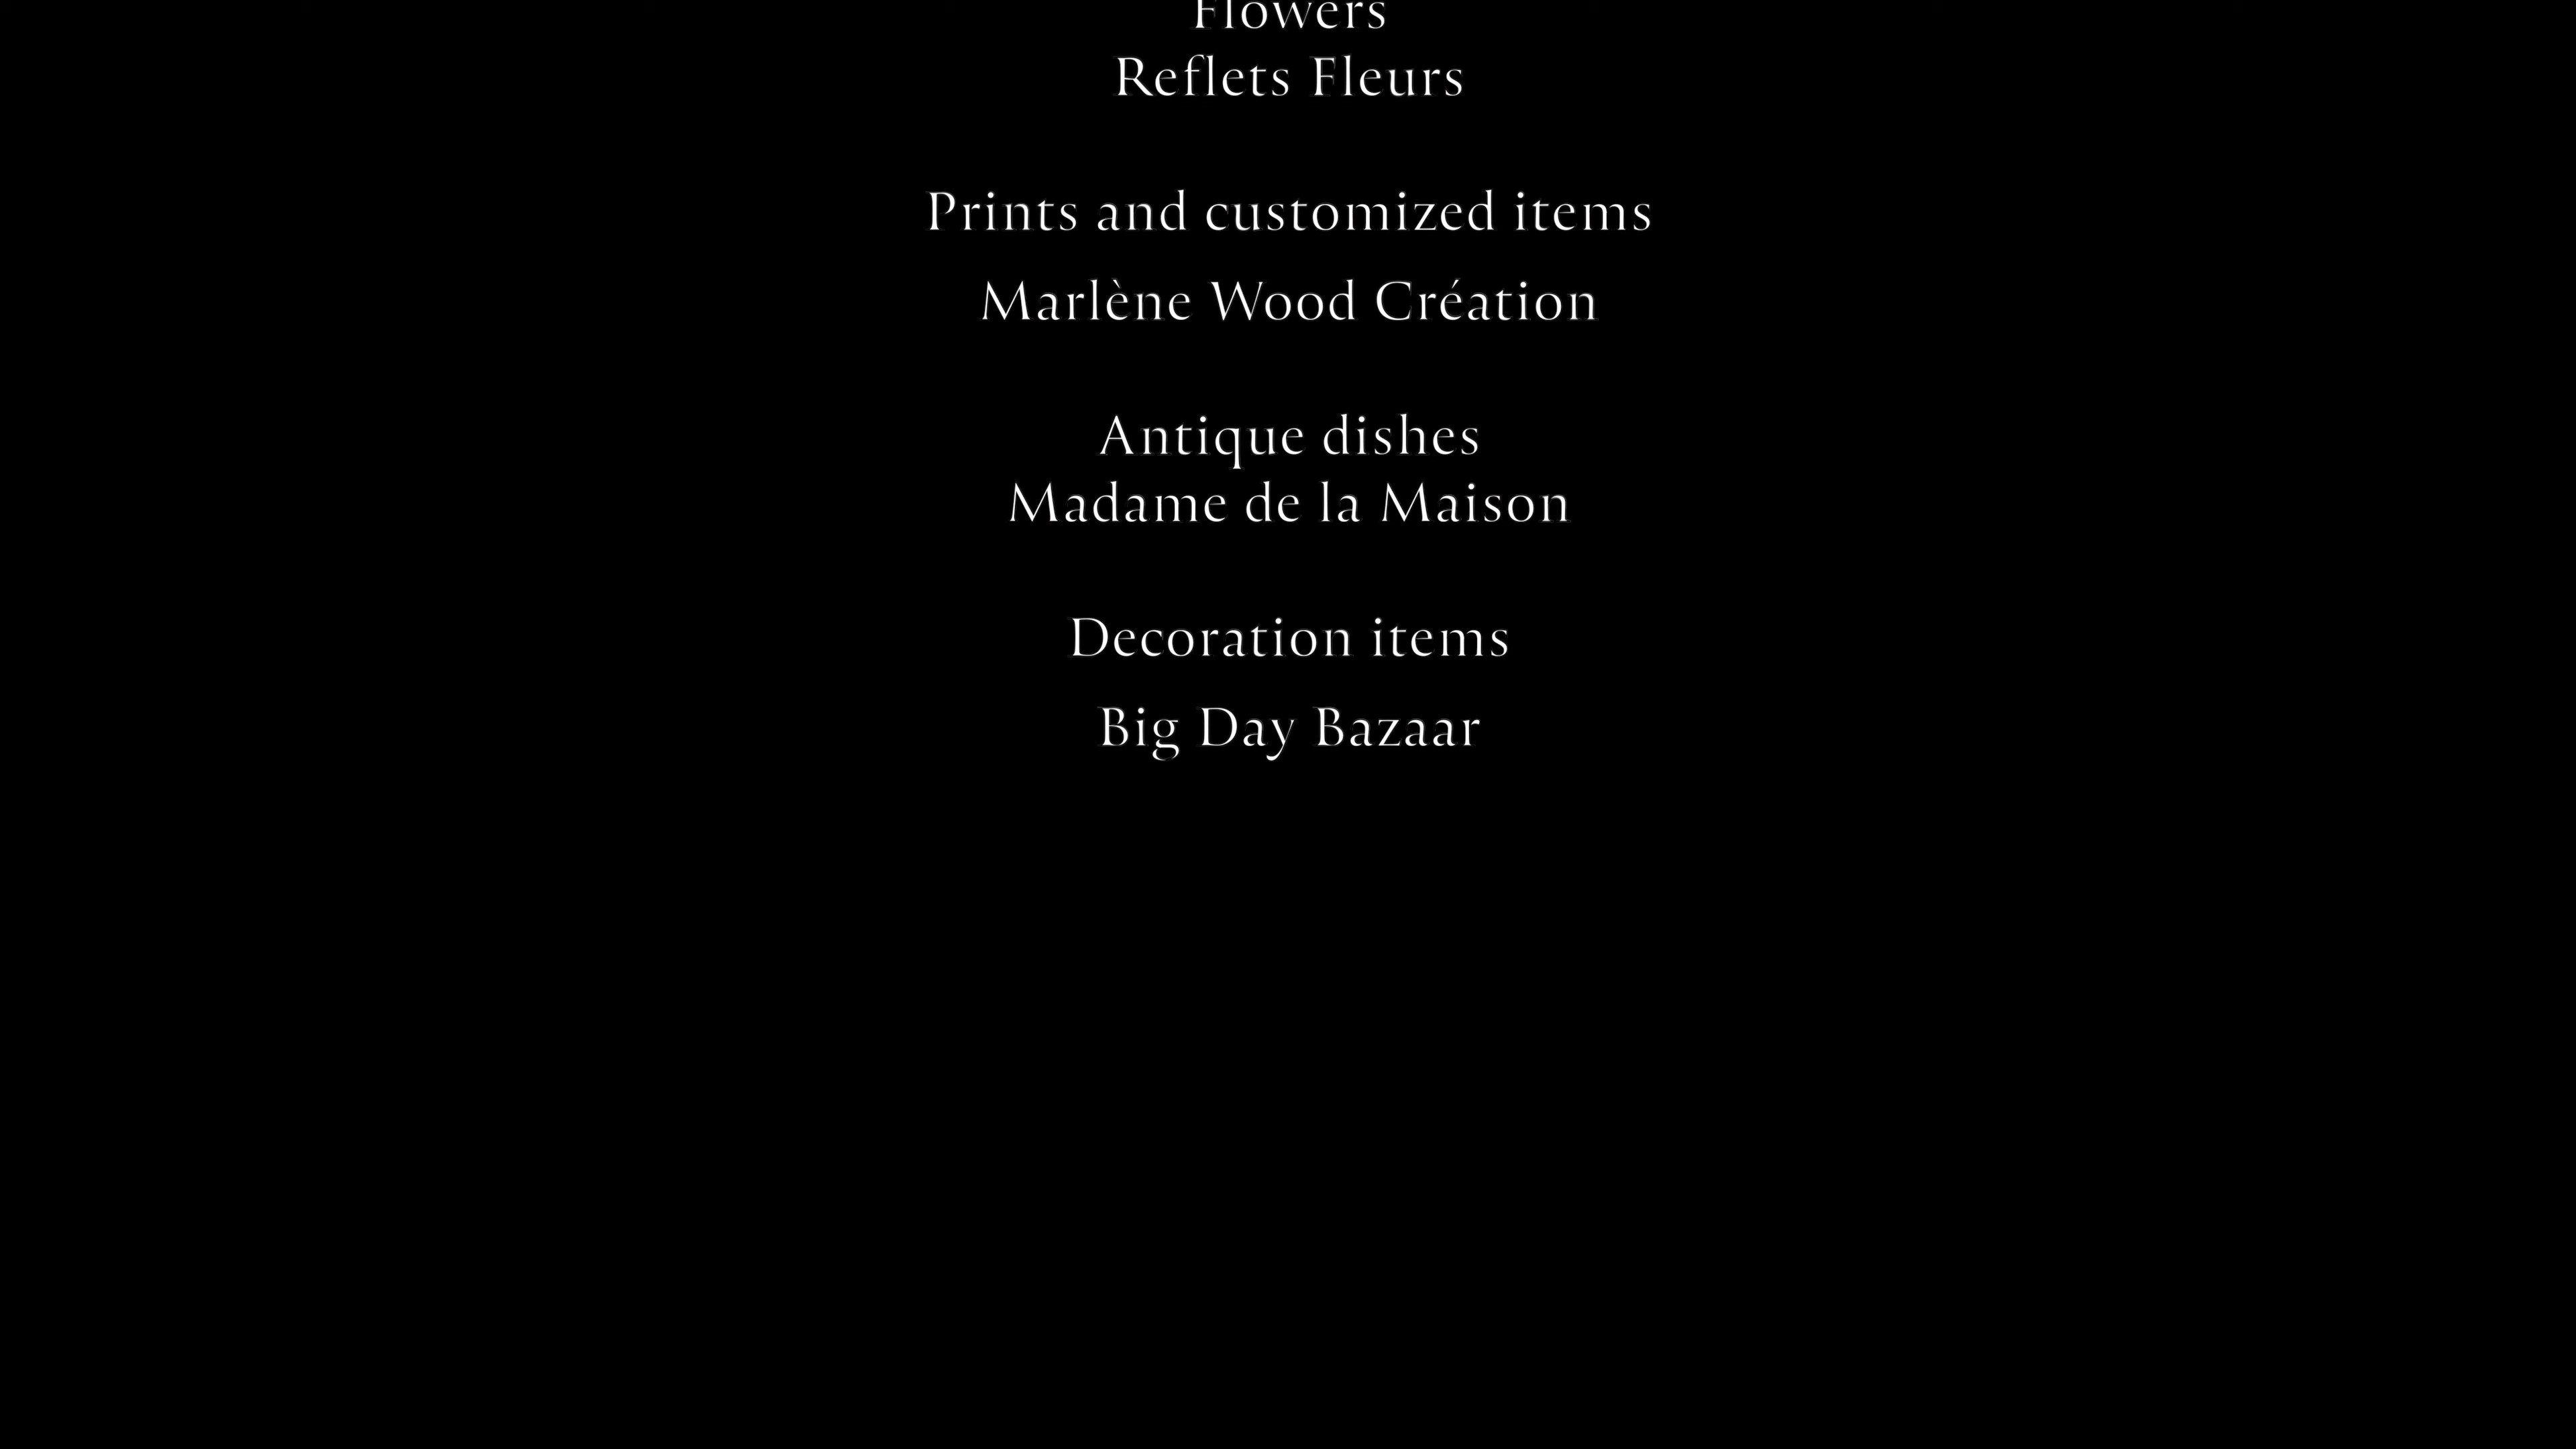 Flowers
Reflets Fleurs
Prints and customized items
Marlène Wood Création
Antique dishes
Madame de la Maison
Decoration items
Big Day Bazaar